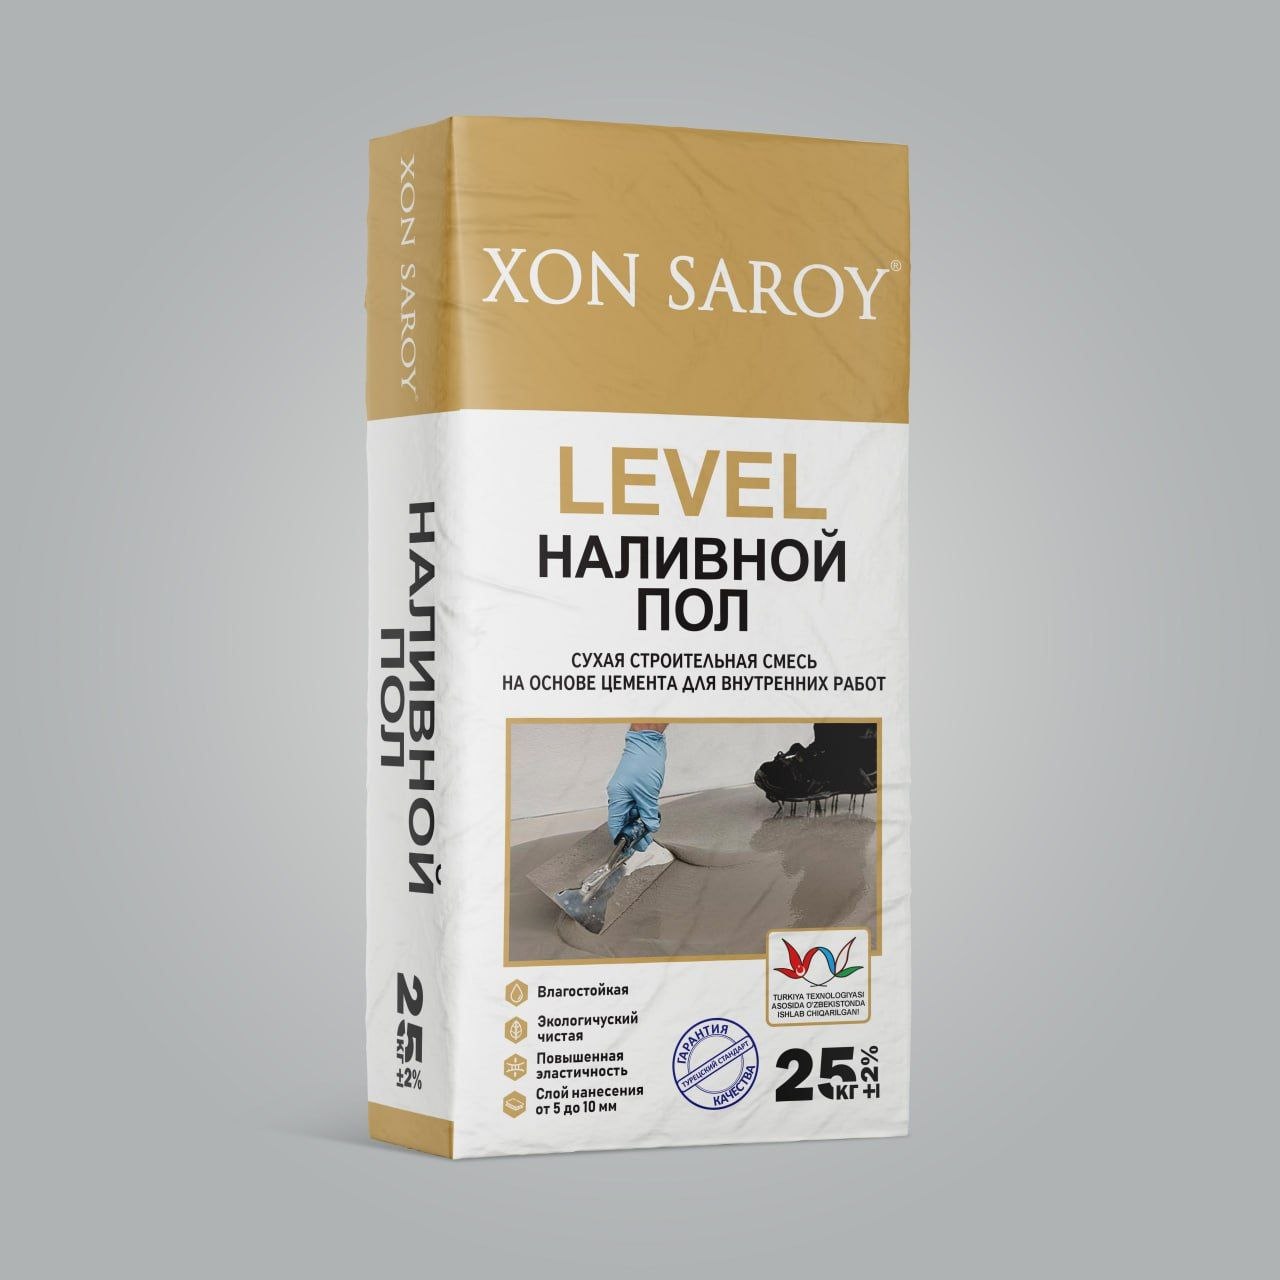 XON SAROY®
LEVEL
НАЛИВНОЙ
ПОЛ
СУХАЯ СТРОИТЕЛЬНАЯ СМЕСЬ
НА ОСНОВЕ ЦЕМЕНТА ДЛЯ ВНУТРЕННИХ РАБОТ
TURKIYA TEXNOLOGIYASI
ASOSIDA O'ZBEKISTONDA
ISHLAB CHIQARILGAN!
Влагостойкая
Экологичуский
чистая
Повышенная
эластичность
Слой нанесения
от 5 до 10 мм
ГАРАНТИЯ
ТУРЕЦКИЙ СТАНДАРТ
КАЧЕСТВА
25 КГ ±2%
XON SAROY®
НАЛИВНОЙ
ПОЛ
25 КГ ±2%